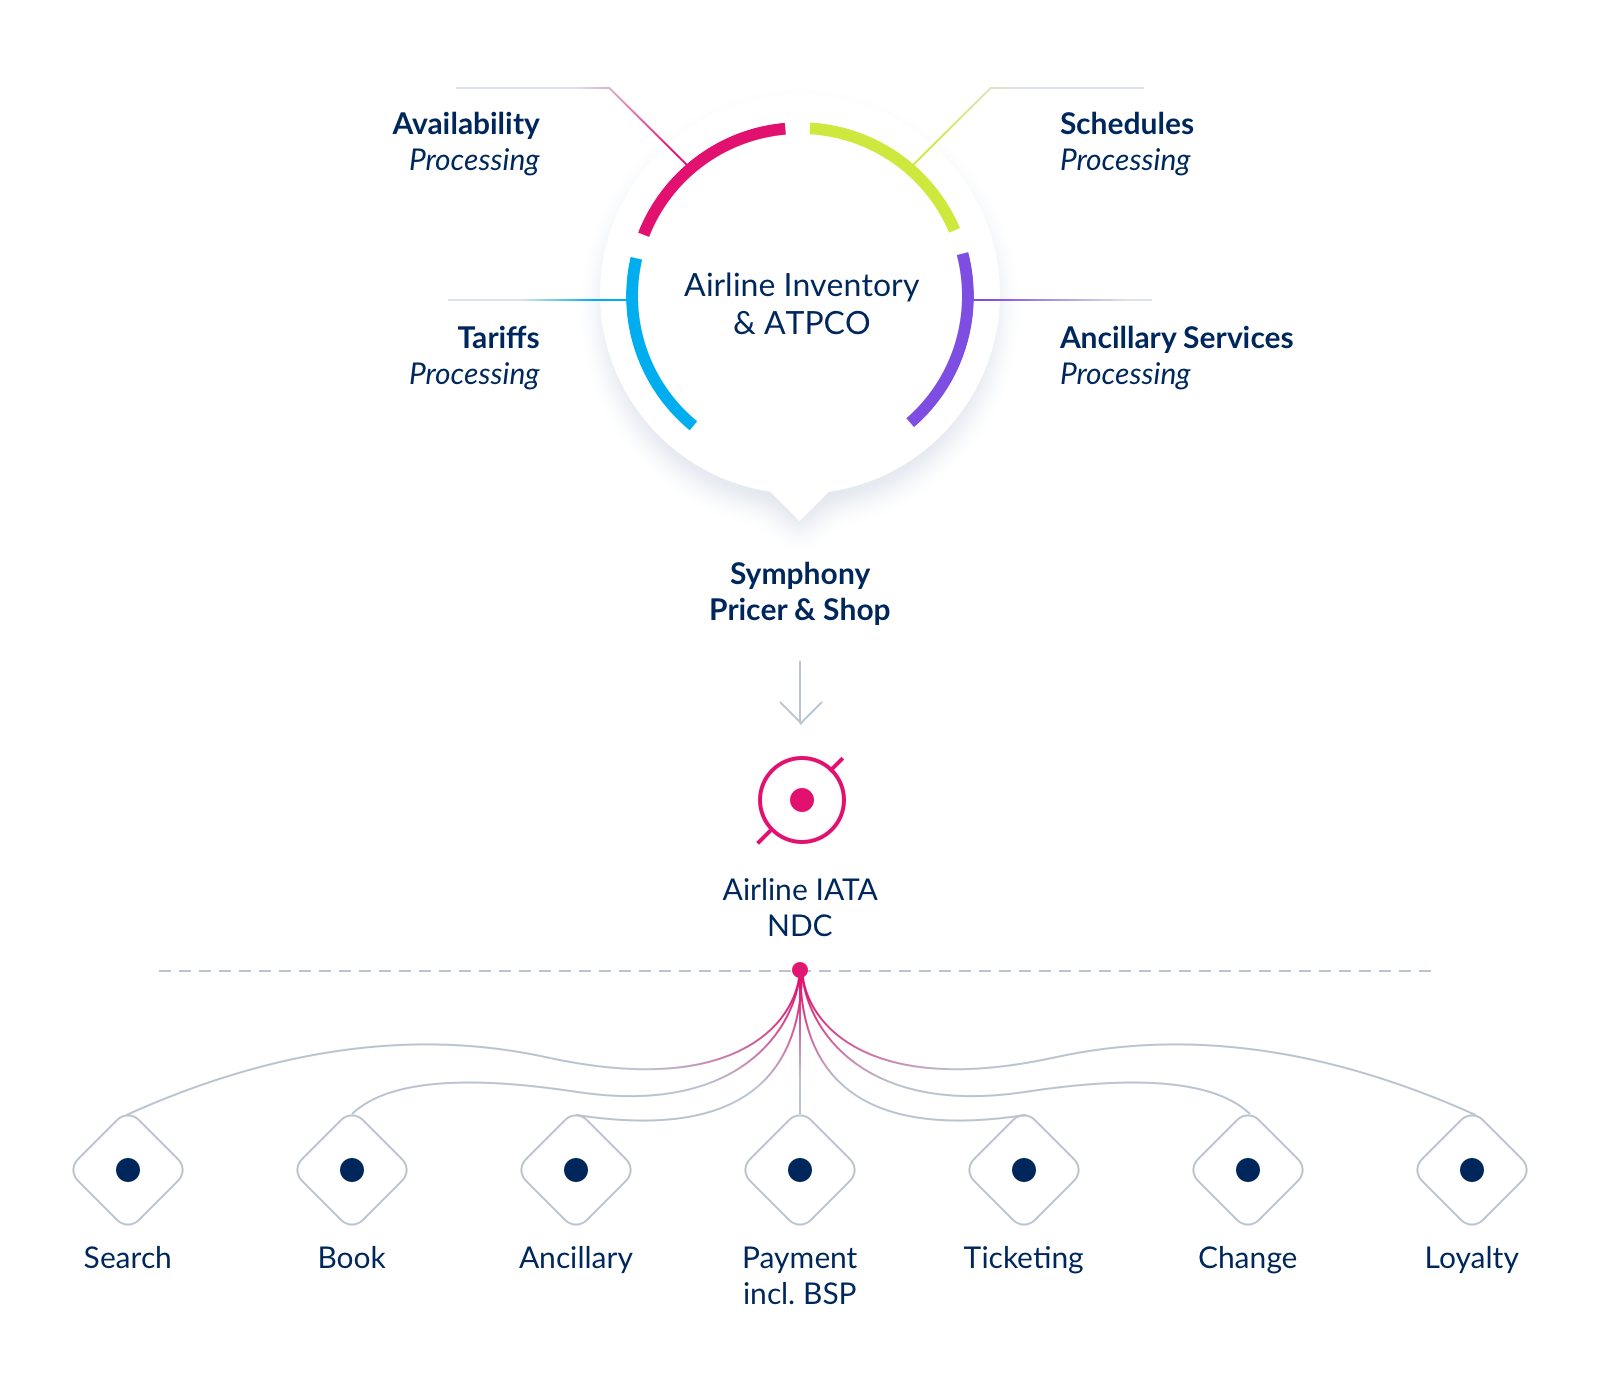 Availability
Processing
Schedules
Processing
Airline Inventory
& ATPCO
Tariffs
Processing
Ancillary Services
Processing
Symphony
Pricer & Shop
Airline IATA
NDC
Search
Book
Ancillary
Payment
incl. BSP
Ticketing
Change
Loyalty